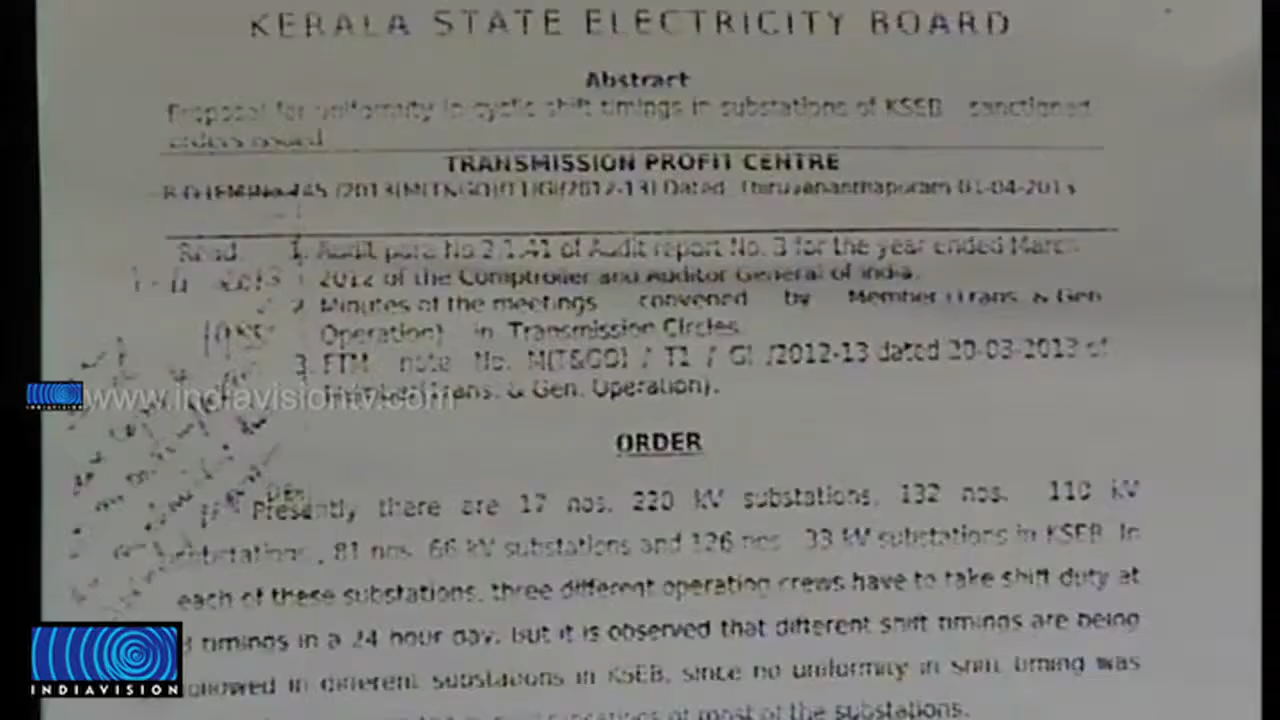 KERALA STATE ELECTRICITY BOARD
Abstract
Proposal for uniformity in cyclic shift timings in substations of KSEB sanctioned
orders issued
TRANSMISSION PROFIT CENTRE
Dated, Thiruvananthapuram 01-04-2013
Read 1. Audit para No 2.1.41 of Audit report No. 3 for the year ended March
2012 of the Comptroller and Auditor General of India.
2 Minutes of the meetings convened by Member (Trans. & Gen
Operation) in Transmission Circles.
3 FTM note No. M(T&GO) / T1 / GI /2012-13 dated 20-03-2013 of
Trans. & Gen. Operation).
www.indiavisiontv.com
INDIAVISION
ORDER
Presently there are 17 nos. 220 kV substations, 132 nos. 110 kV
substations, 81 nos. 66 kV substations and 126 nos 33 kV substations in KSEB. In
each of these substations, three different operating crews have to take shift duty at
3 timings in a 24 hour day. But it is observed that different shift timings are being
followed in different substations in KSEB, since no uniformity in shift timing was
of most of the substations.
INDIAVISION